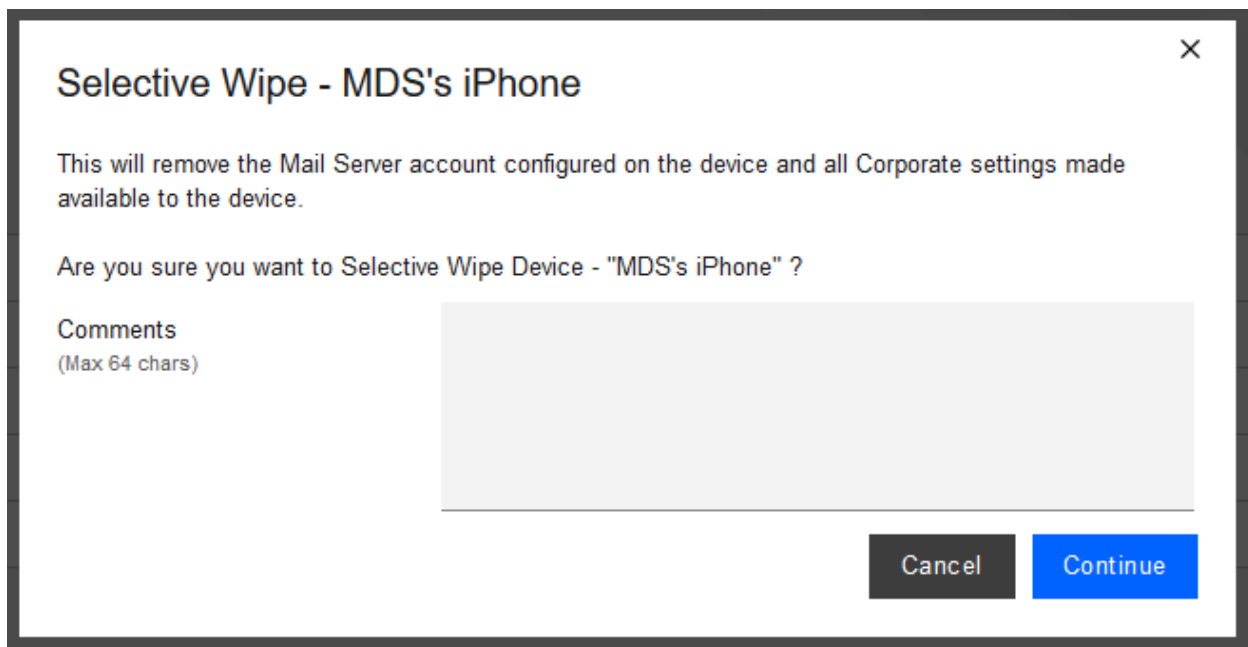 Selective Wipe - MDS's iPhone
This will remove the Mail Server account configured on the device and all Corporate settings made
available to the device.
Are you sure you want to Selective Wipe Device - "MDS's iPhone" ?
Comments
(Max 64 chars)
Cancel
Continue